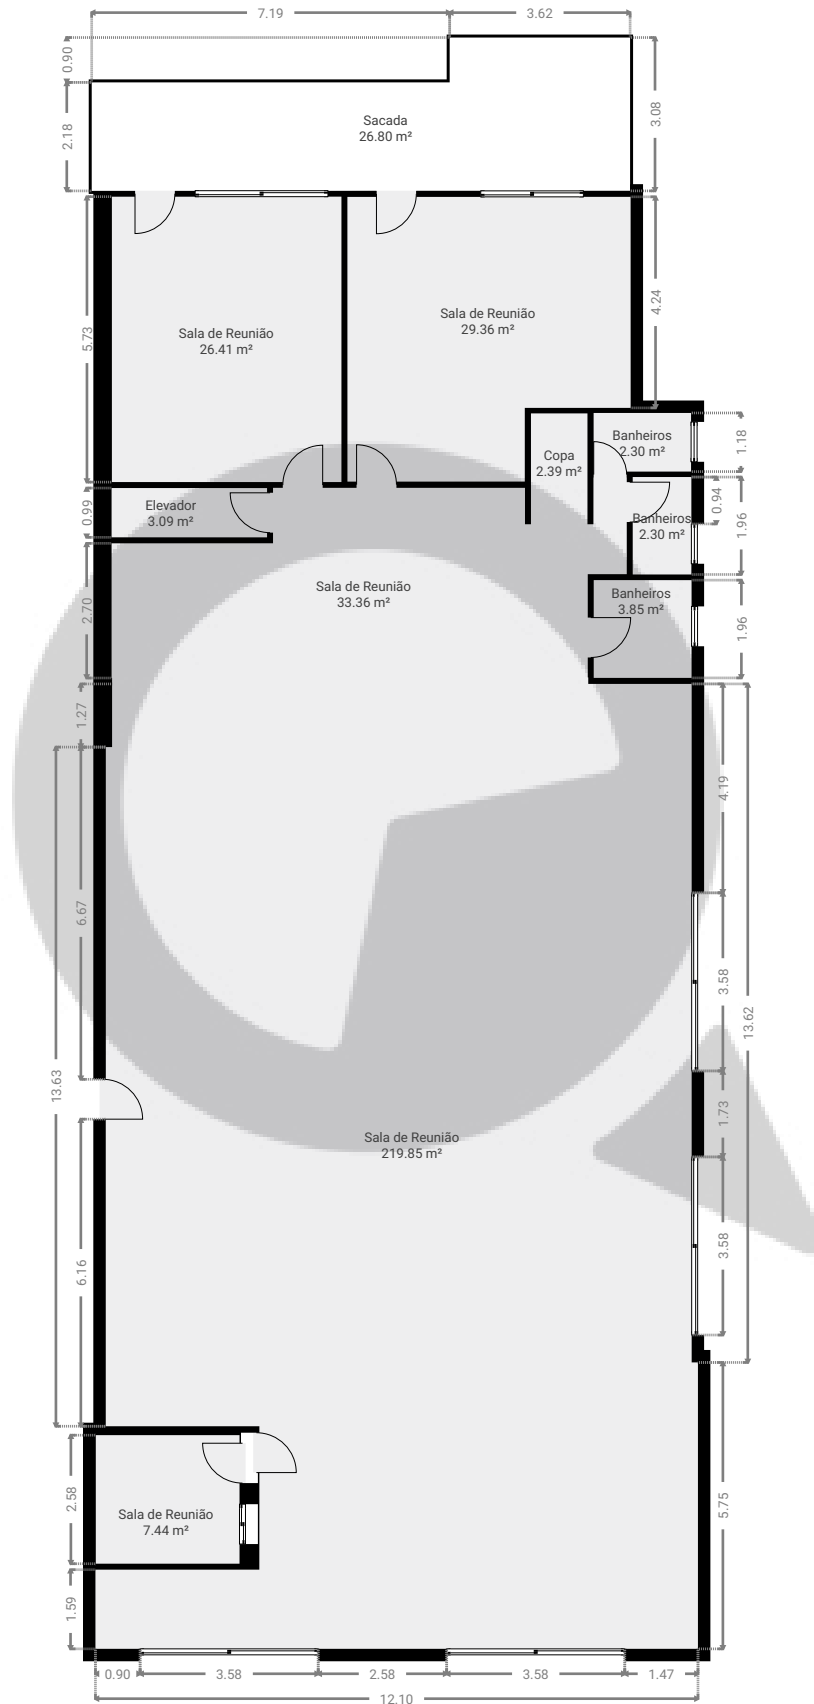 7.19
3.62
0.90
2.18
3.08
Sacada
26.80 m²
5.73
4.24
Sala de Reunião
26.41 m²
Sala de Reunião
29.36 m²
Copa
2.39 m²
Banheiros
2.30 m²
1.18
Elevador
3.09 m²
0.99
Banheiros
2.30 m²
0.94
1.96
Sala de Reunião
33.36 m²
Banheiros
3.85 m²
2.70
1.96
1.27
4.19
6.67
3.58
13.62
13.63
1.73
Sala de Reunião
219.85 m²
3.58
6.16
2.58
Sala de Reunião
7.44 m²
5.75
1.59
0.90
3.58
2.58
3.58
1.47
12.10